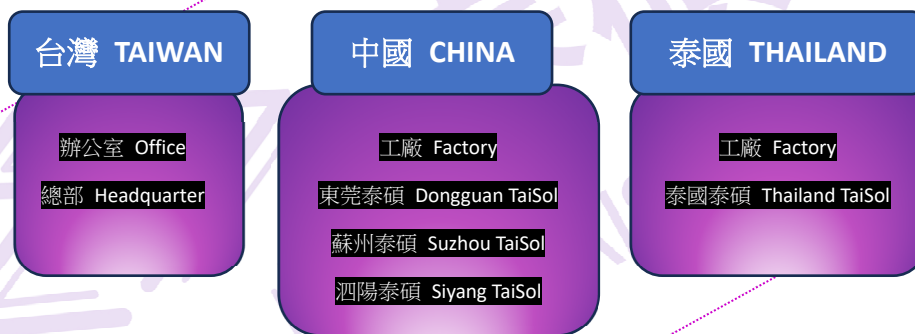 台灣 TAIWAN
辦公室 Office
總部 Headquarter
中國 CHINA
工廠 Factory
東莞泰碩 Dongguan TaiSol
蘇州泰碩 Suzhou TaiSol
泗陽泰碩 Siyang TaiSol
泰國 THAILAND
工廠 Factory
泰國泰碩 Thailand TaiSol